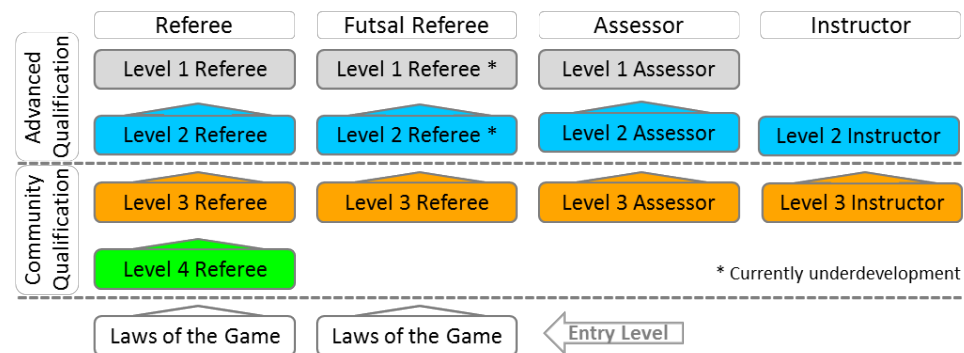 Referee
Futsal Referee
Assessor
Instructor
Advanced
Qualification
Level 1 Referee
Level 1 Referee *
Level 1 Assessor
Level 2 Referee
Level 2 Referee *
Level 2 Assessor
Level 2 Instructor
Community
Qualification
Level 3 Referee
Level 3 Referee
Level 3 Assessor
Level 3 Instructor
Level 4 Referee
* Currently underdevelopment
Laws of the Game
Laws of the Game
Entry Level